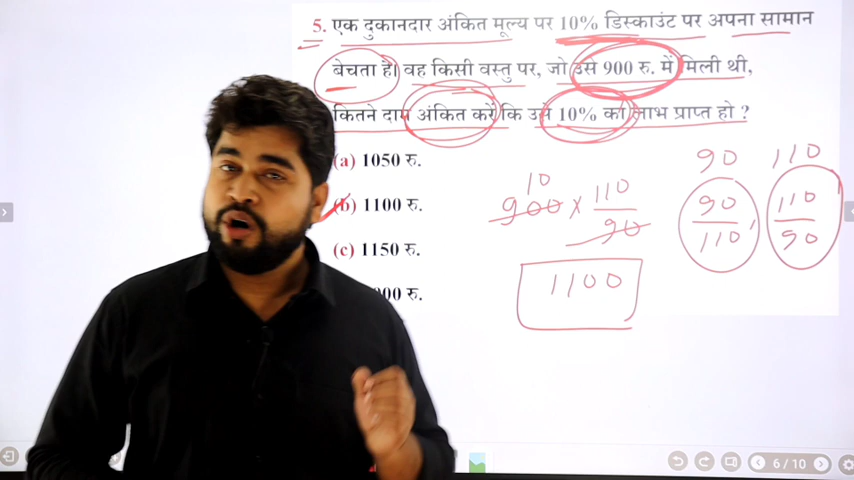 5. एक दुकानदार अंकित मूल्य पर 10% डिस्काउंट पर अपना सामान
बेचता है। वह किसी वस्तु पर, जो उसे 900 रु. में मिली थी,
कितने दाम अंकित करें कि उसे 10% का लाभ प्राप्त हो ?
(a) 1050 रु.
(b) 1100 रु.
(c) 1150 रु.
00 रु.
90 110
10
900 × 110/90
90/110 110/90
1100
6 / 10